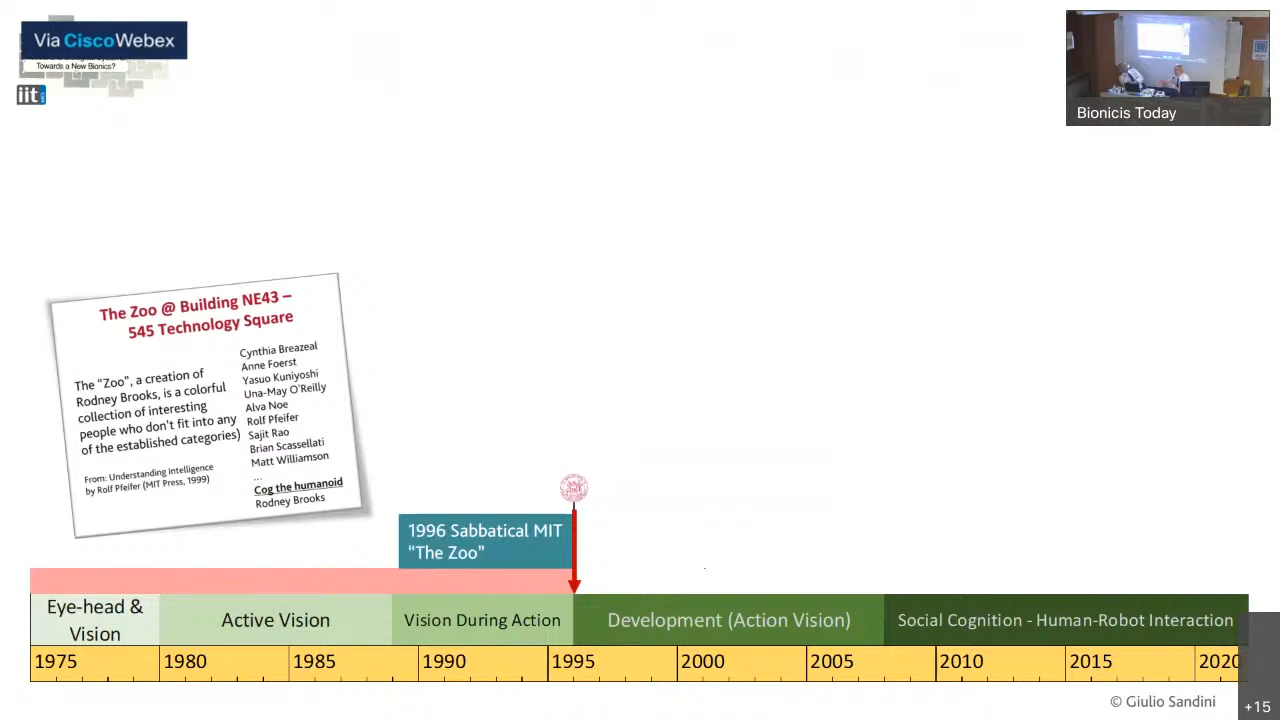 Via CiscoWebex
Towards a New Bionics?
iit
Bionicis Today
The Zoo @ Building NE43 –
545 Technology Square
The "Zoo", a creation of
Rodney Brooks, is a colorful
collection of interesting
people who don't fit into any
of the established categories)
From: Understanding Intelligence
by Rolf Pfeifer (MIT Press, 1999)
Cynthia Breazeal
Anne Foerst
Yasuo Kuniyoshi
Una-May O'Reilly
Alva Noe
Rolf Pfeifer
Sajit Rao
Brian Scassellati
Matt Williamson
...
Cog the humanoid
Rodney Brooks
1996 Sabbatical MIT
“The Zoo”
Eye-head &
Vision
Active Vision
Vision During Action
Development (Action Vision)
Social Cognition - Human-Robot Interaction
1975
1980
1985
1990
1995
2000
2005
2010
2015
2020
© Giulio Sandini
+15